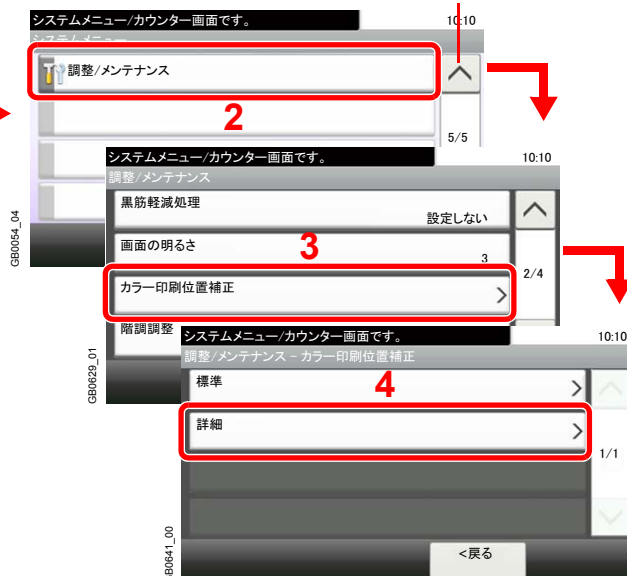 システムメニュー/カウンター画面です。
10:10
システムメニュー
調整/メンテナンス
2
5/5
GB0054_04
システムメニュー/カウンター画面です。
10:10
調整/メンテナンス
黒筋軽減処理
設定しない
画面の明るさ
3
3
カラー印刷位置補正
2/4
階調調整
GB0629_01
システムメニュー/カウンター画面です。
10:10
調整/メンテナンス - カラー印刷位置補正
標準
4
詳細
1/1
GB0641_00
<戻る